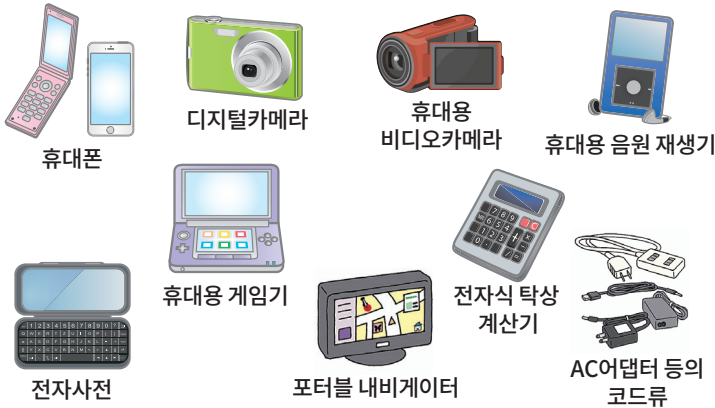 휴대폰
디지털카메라
휴대용
비디오카메라
휴대용 음원 재생기
전자사전
휴대용 게임기
포터블 내비게이터
전자식 탁상
계산기
AC어댑터 등의
코드류